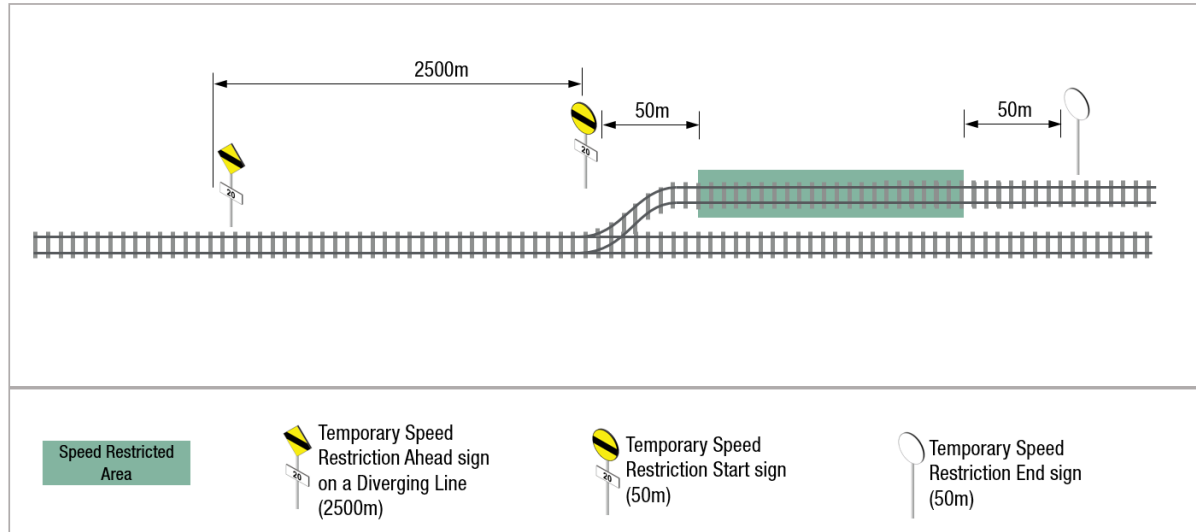 2500m
50m
50m
20
20
Speed Restricted
Area
20
Temporary Speed
Restriction Ahead sign
on a Diverging Line
(2500m)
20
Temporary Speed
Restriction Start sign
(50m)
Temporary Speed
Restriction End sign
(50m)